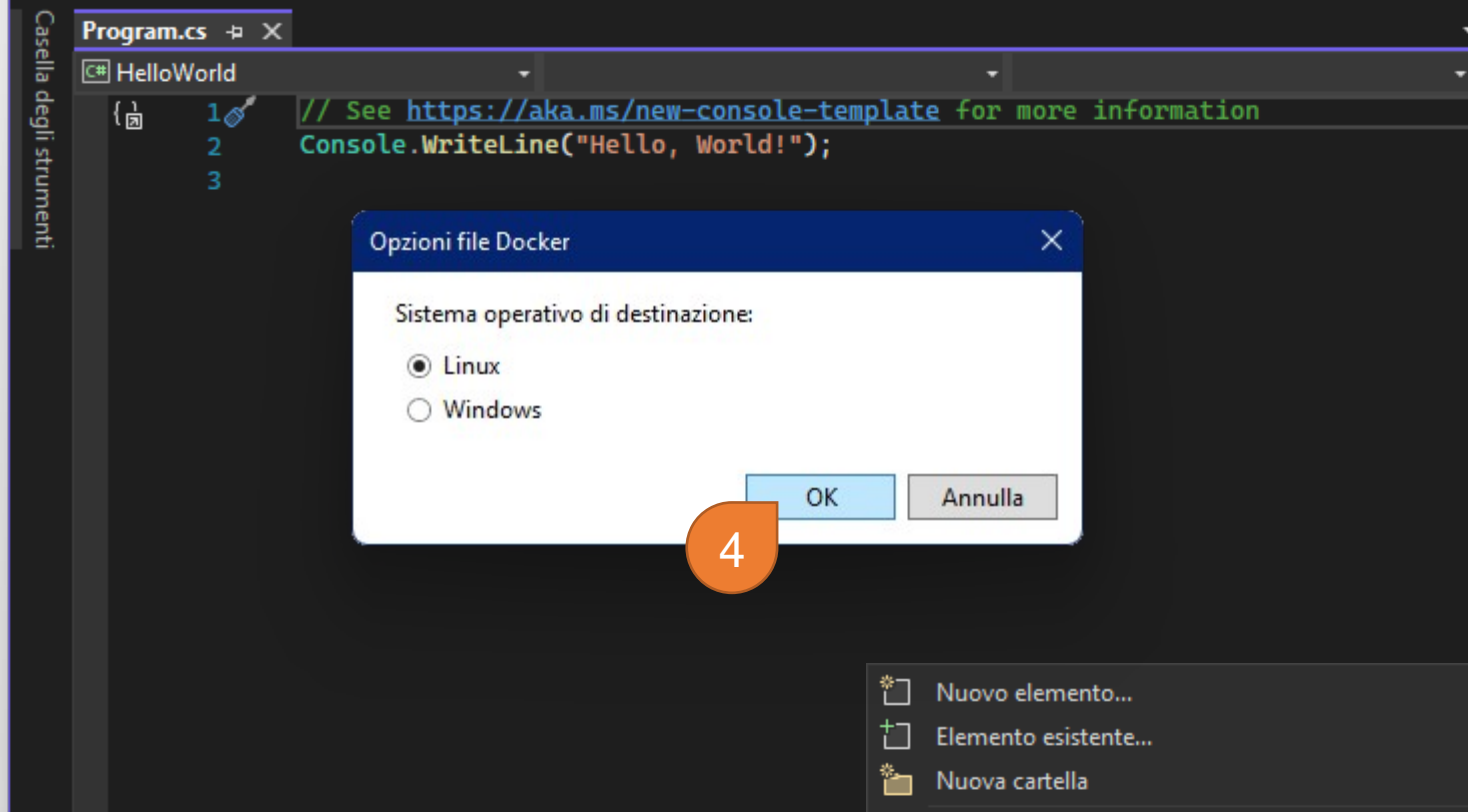 Casella degli strumenti
Program.cs
C# HelloWorld
1 // See https://aka.ms/new-console-template for more information
2 Console.WriteLine("Hello, World!");
3
Opzioni file Docker
Sistema operativo di destinazione:
Linux
Windows
OK
Annulla
4
Nuovo elemento...
Elemento esistente...
Nuova cartella